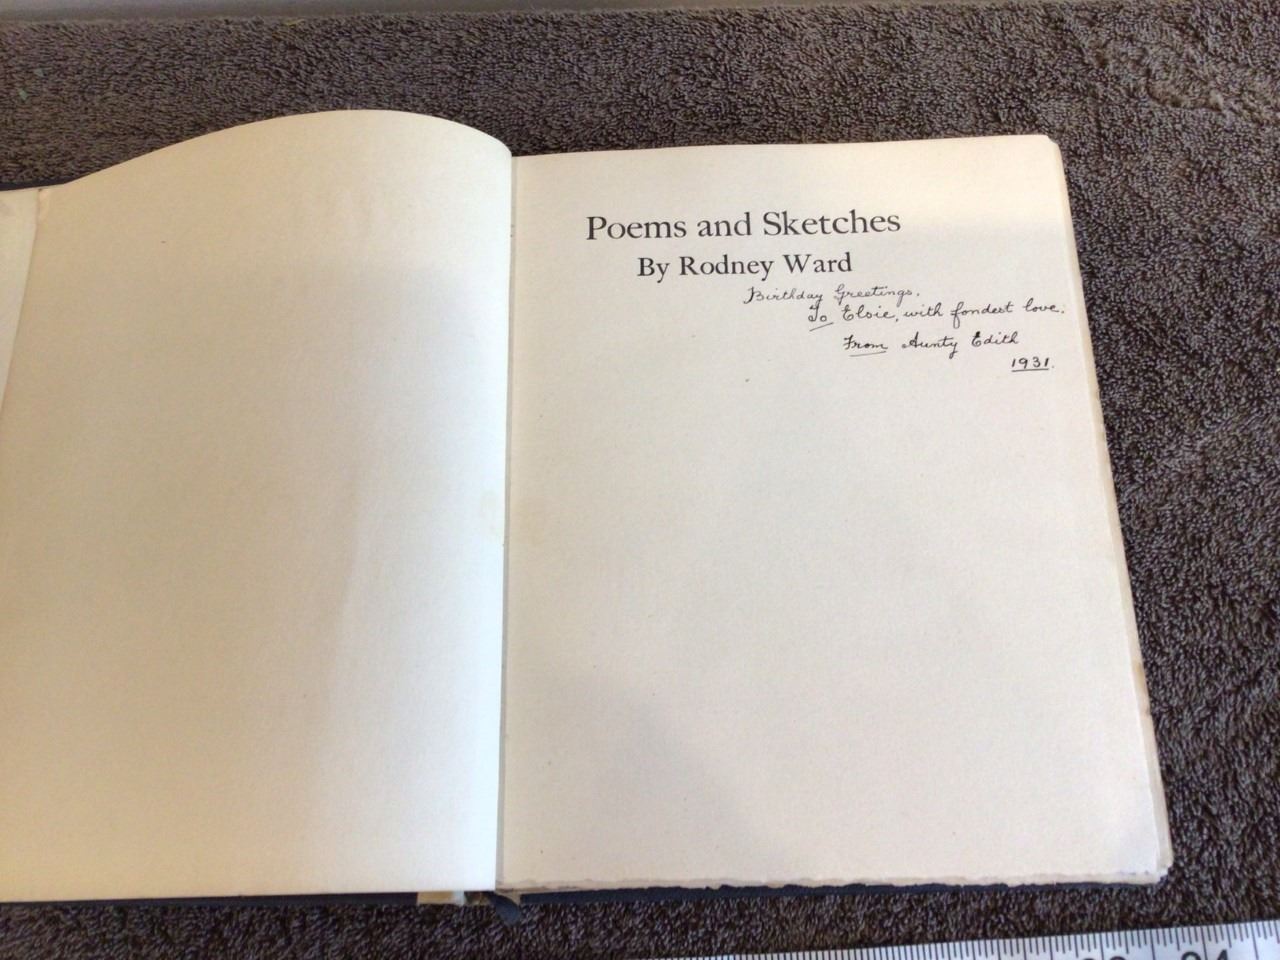 Poems and Sketches
By Rodney Ward
Birthday Greetings.
To Elsie, with fondest love.
From Aunty Edith
1931.